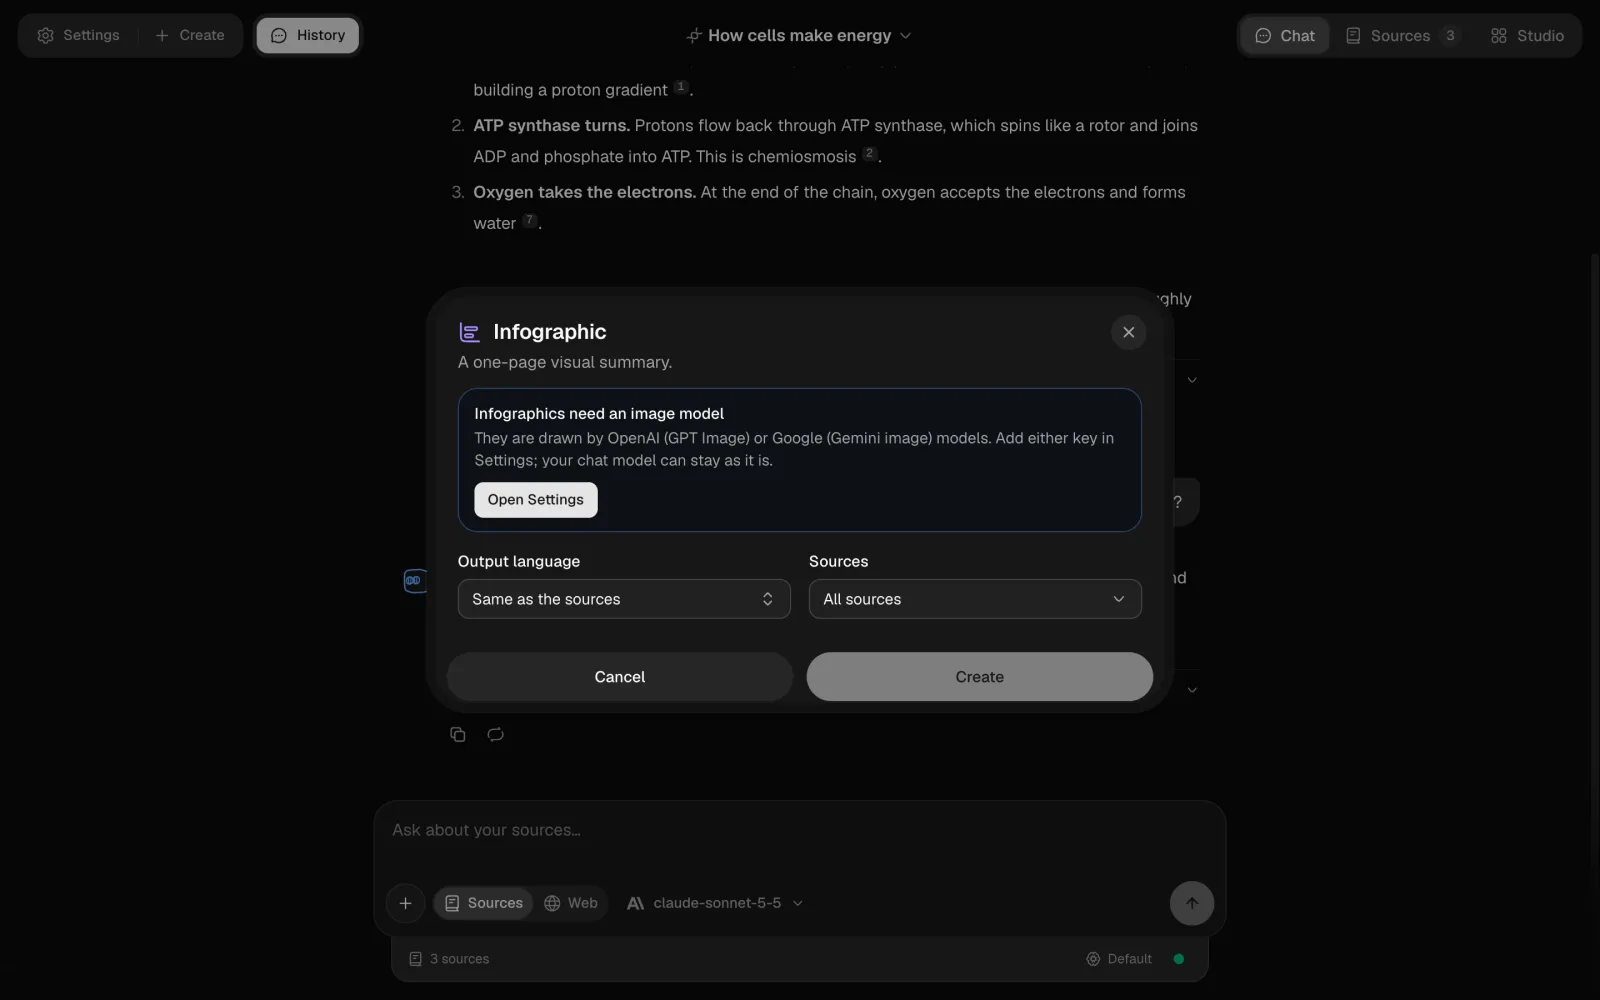 Settings
Create
History
How cells make energy
Chat
Sources 3
Studio
building a proton gradient 1.
2. ATP synthase turns. Protons flow back through ATP synthase, which spins like a rotor and joins
ADP and phosphate into ATP. This is chemiosmosis 2.
3. Oxygen takes the electrons. At the end of the chain, oxygen accepts the electrons and forms
water 7.
Infographic
A one-page visual summary.
Infographics need an image model
They are drawn by OpenAI (GPT Image) or Google (Gemini image) models. Add either key in
Settings; your chat model can stay as it is.
Open Settings
Output language
Sources
Same as the sources
All sources
Cancel
Create
Ask about your sources...
Sources
Web
claude-sonnet-5-5
3 sources
Default